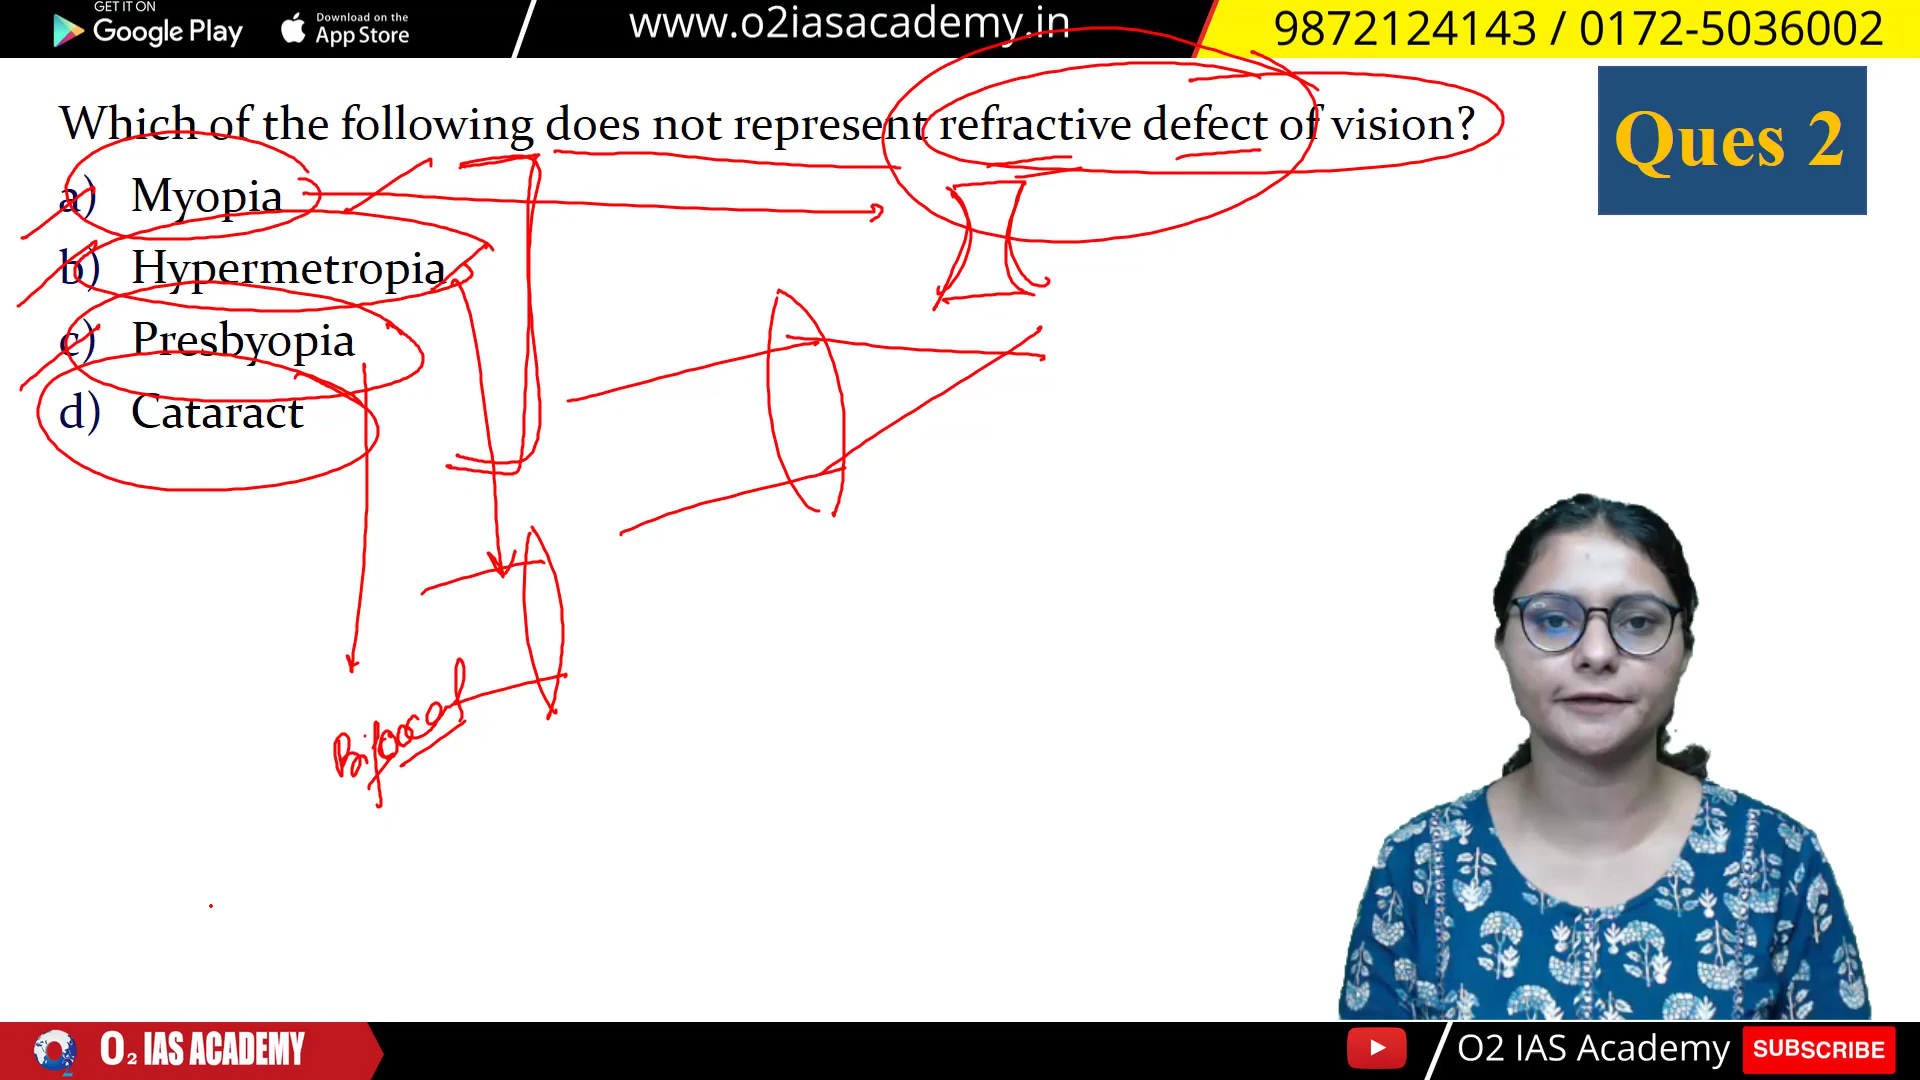 GET IT ON
Google Play
Download on the
App Store
www.o2iasacademy.in
9872124143 / 0172-5036002
Which of the following does not represent refractive defect of vision?
Ques 2
a) Myopia
b) Hypermetropia
c) Presbyopia
d) Cataract
Bifocal
O2 IAS ACADEMY
O2 IAS Academy
SUBSCRIBE